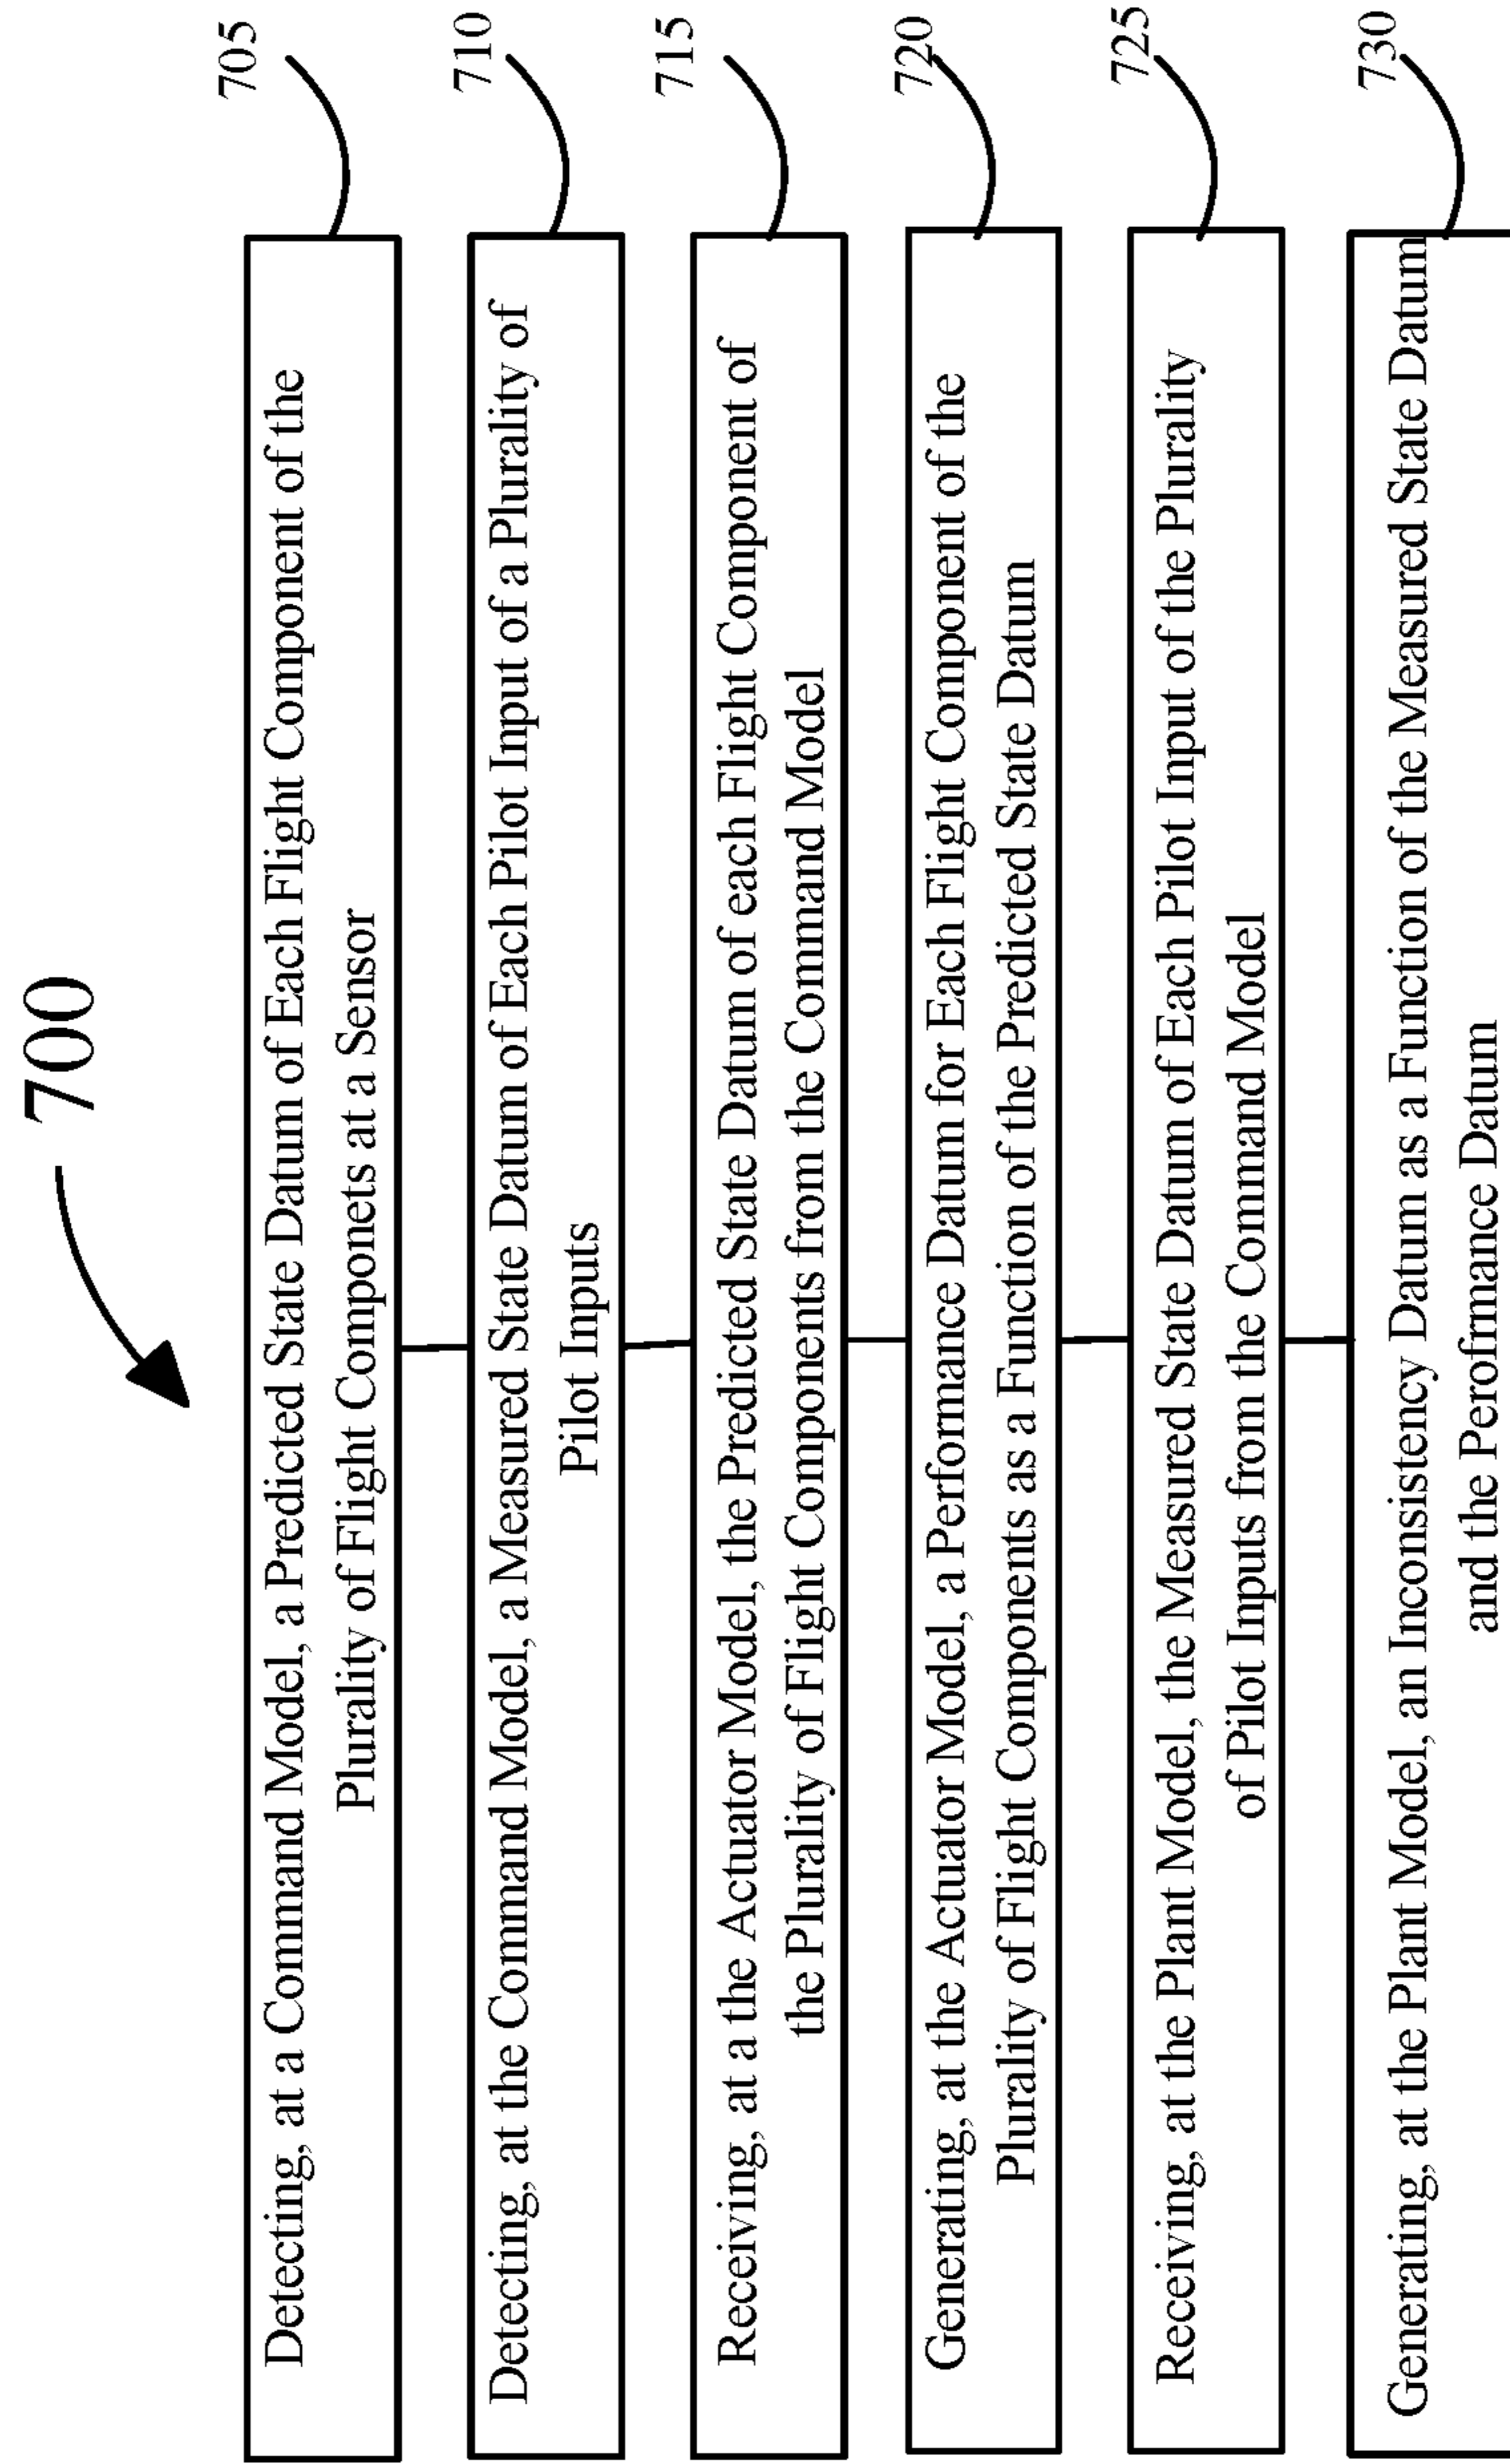 700
705
Detecting, at a Command Model, a Predicted State Datum of Each Flight Component of the
Plurality of Flight Componets at a Sensor
710
Detecting, at the Command Model, a Measured State Datum of Each Pilot Input of a Plurality of
Pilot Inputs
715
Receiving, at a the Actuator Model, the Predicted State Datum of each Flight Component of
the Plurality of Flight Components from the Command Model
720
Generating, at the Actuator Model, a Performance Datum for Each Flight Component of the
Plurality of Flight Components as a Function of the Predicted State Datum
725
Receiving, at the Plant Model, the Measured State Datum of Each Pilot Input of the Plurality
of Pilot Inputs from the Command Model
730
Generating, at the Plant Model, an Inconsistency Datum as a Function of the Measured State Datum
and the Perofrmance Datum